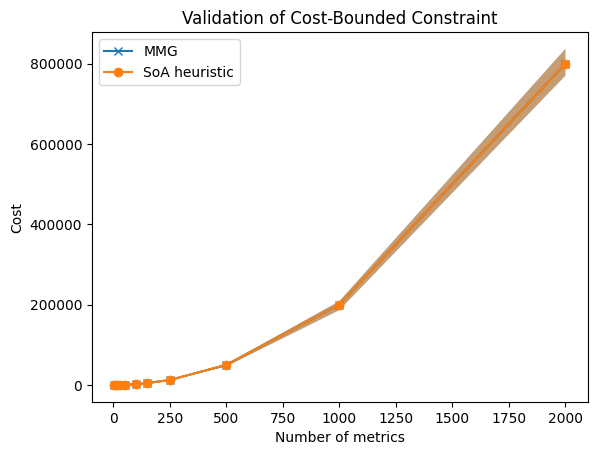 Validation of Cost-Bounded Constraint
MMG
SoA heuristic
800000
600000
400000
200000
0
Cost
0
250
500
750
1000
1250
1500
1750
2000
Number of metrics